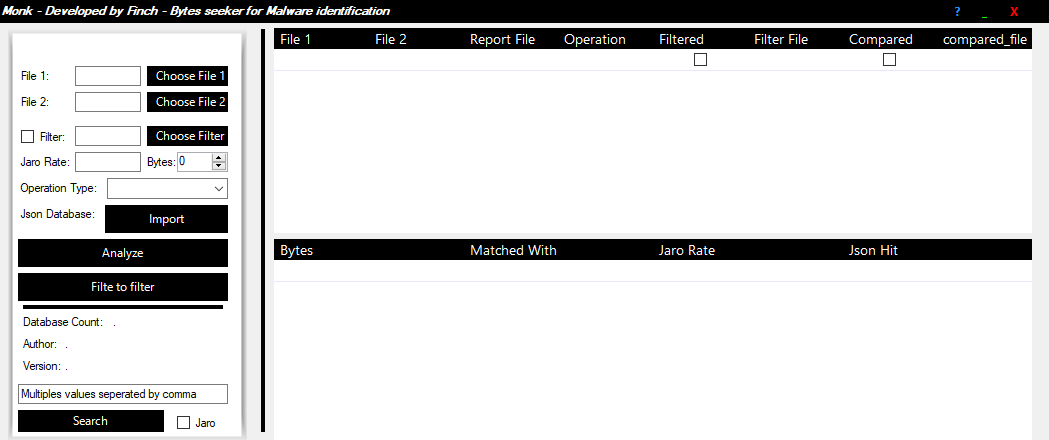 Monk - Developed by Finch - Bytes seeker for Malware identification ? _ X
File 1: Choose File 1
File 2: Choose File 2
Filter: Choose Filter
Jaro Rate: Bytes: 0
Operation Type:
Json Database: Import
Analyze
Filte to filter
Database Count: .
Author: .
Version: .
Multiples values seperated by comma
Search Jaro
File 1 File 2 Report File Operation Filtered Filter File Compared compared_file
Bytes Matched With Jaro Rate Json Hit